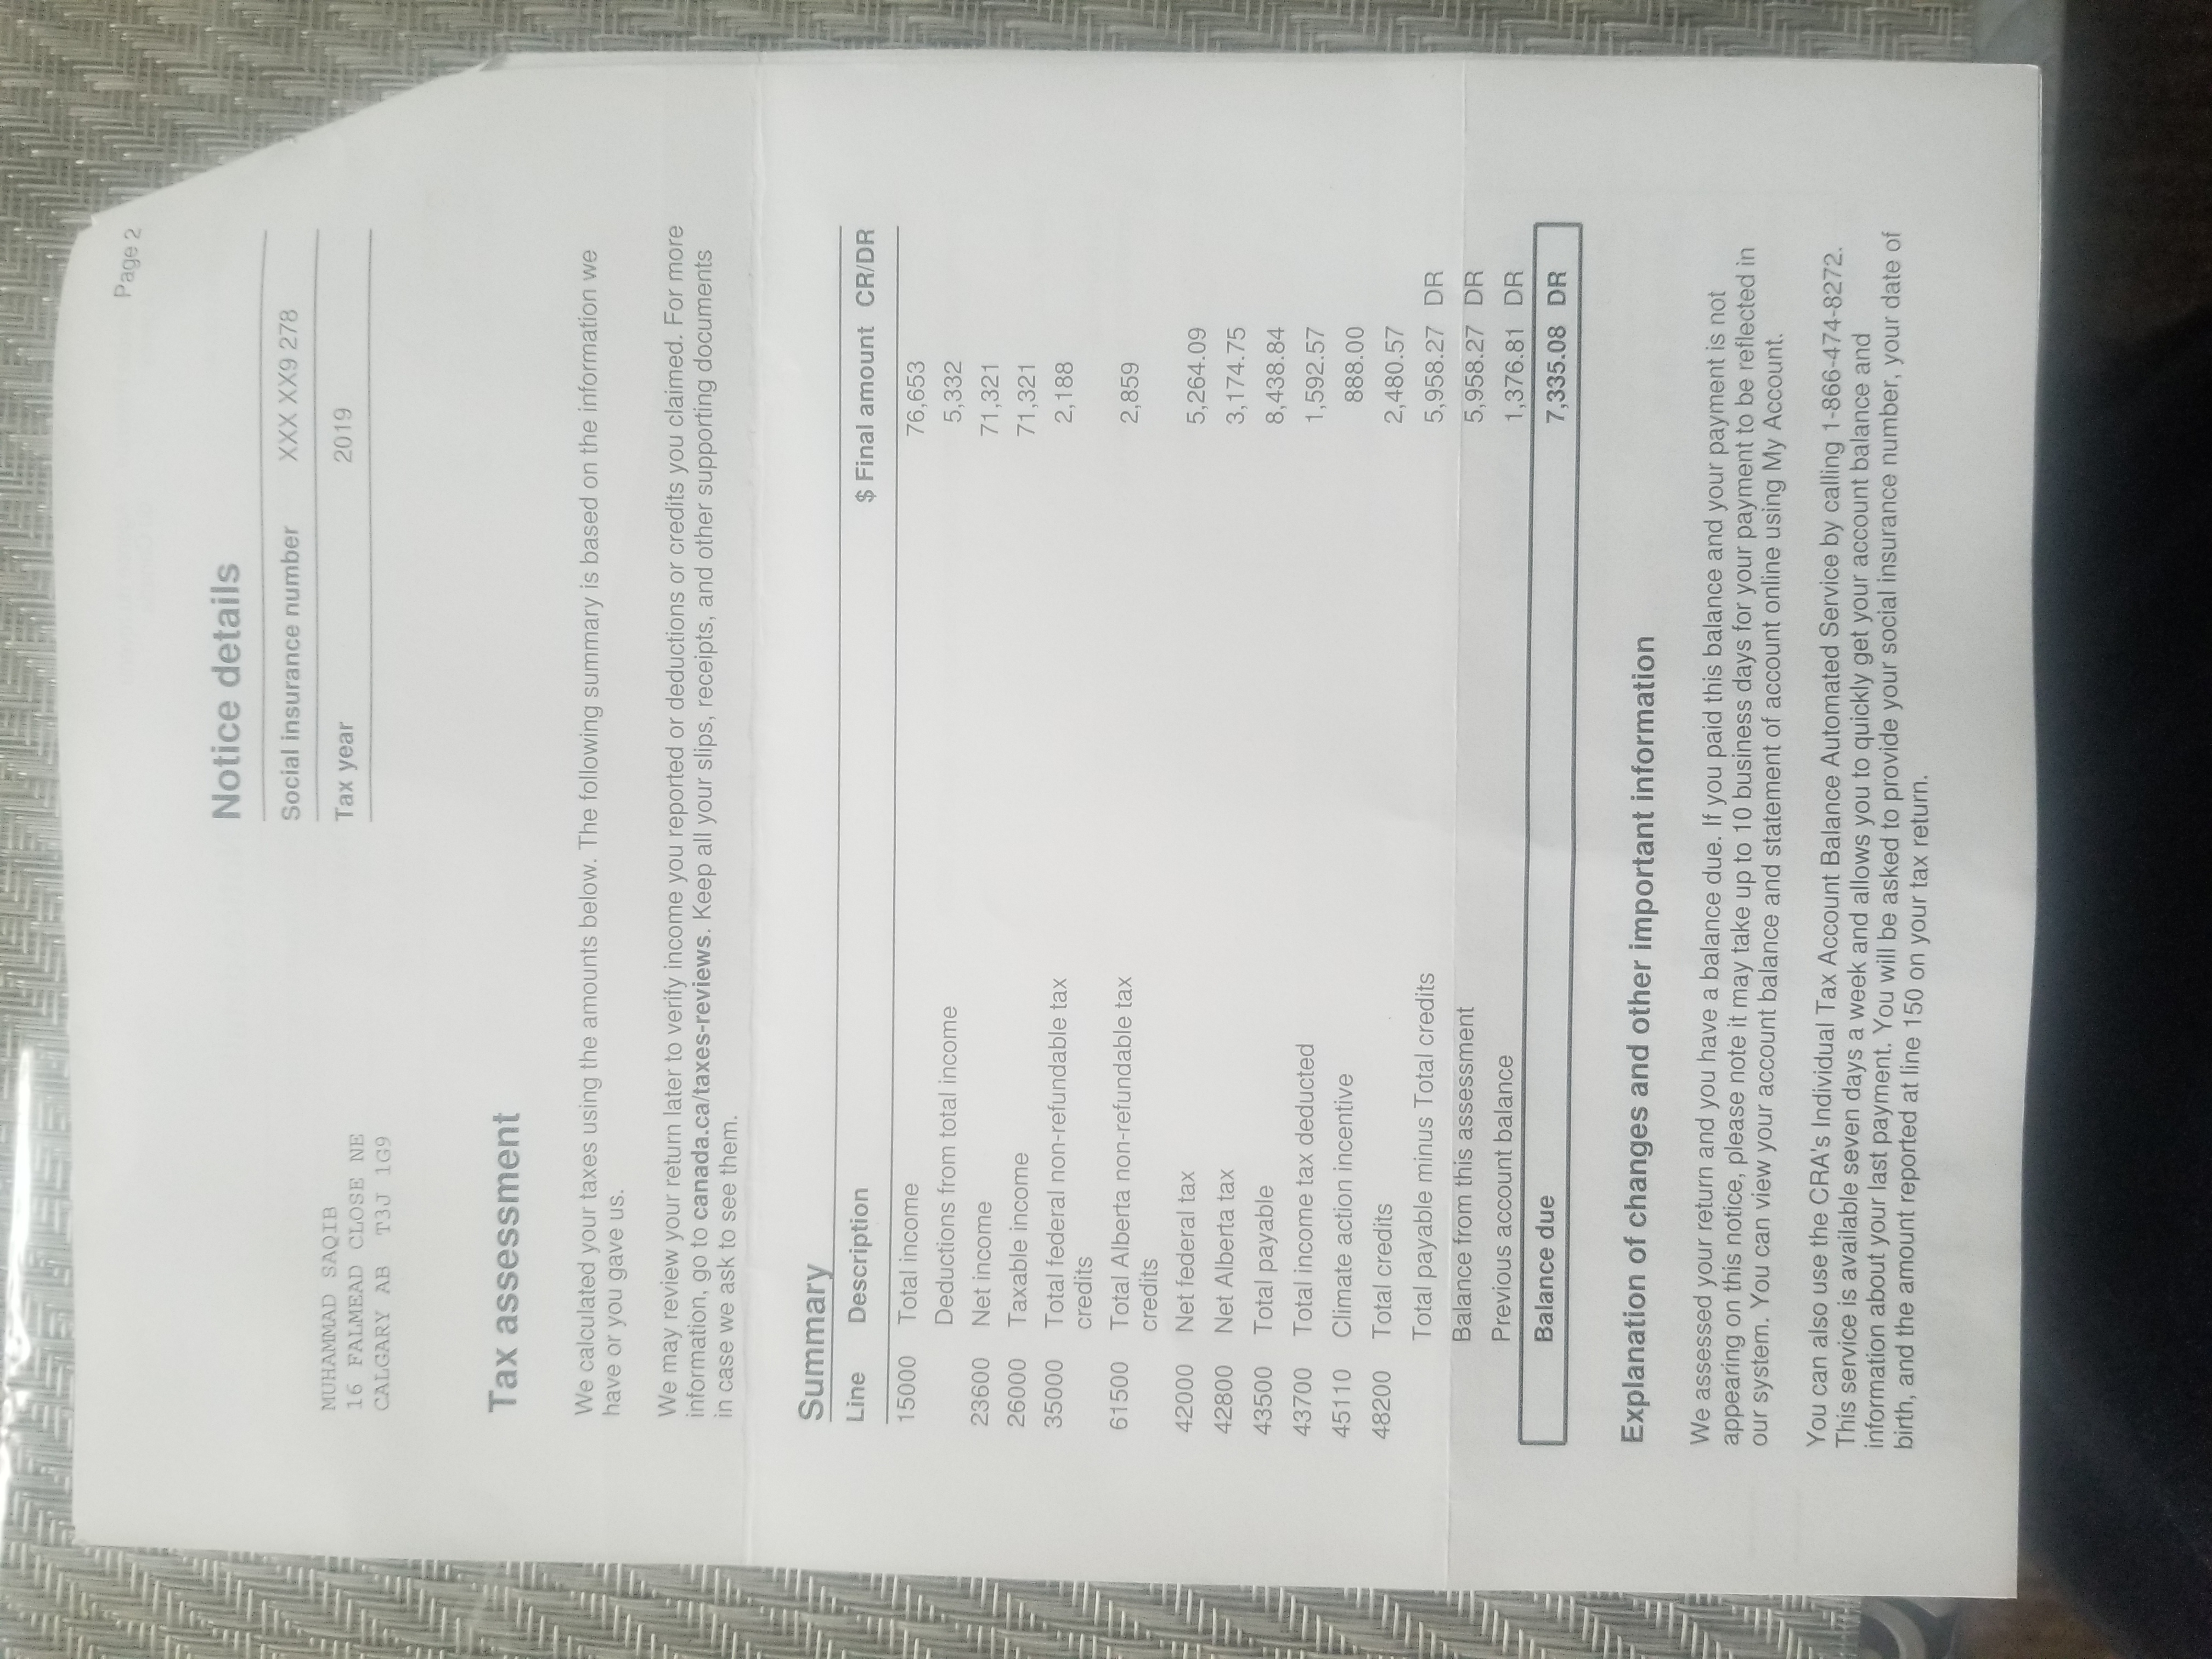 Page 2
Notice details
Social insurance number XXX XX9 278
Tax year 2019
MUHAMMAD SAQIB
16 FALMEAD CLOSE NE
CALGARY AB T3J 1G9
Tax assessment
We calculated your taxes using the amounts below. The following summary is based on the information we
have or you gave us.
We may review your return later to verify income you reported or deductions or credits you claimed. For more
information, go to canada.ca/taxes-reviews. Keep all your slips, receipts, and other supporting documents
in case we ask to see them.
Summary
Line Description $ Final amount CR/DR
15000 Total income 76,653
Deductions from total income 5,332
23600 Net income 71,321
26000 Taxable income 71,321
35000 Total federal non-refundable tax 2,188
credits
61500 Total Alberta non-refundable tax 2,859
credits
42000 Net federal tax 5,264.09
42800 Net Alberta tax 3,174.75
43500 Total payable 8,438.84
43700 Total income tax deducted 1,592.57
45110 Climate action incentive 888.00
48200 Total credits 2,480.57
Total payable minus Total credits 5,958.27 DR
Balance from this assessment 5,958.27 DR
Previous account balance 1,376.81 DR
Balance due 7,335.08 DR
Explanation of changes and other important information
We assessed your return and you have a balance due. If you paid this balance and your payment is not
appearing on this notice, please note it may take up to 10 business days for your payment to be reflected in
our system. You can view your account balance and statement of account online using My Account.
You can also use the CRA's Individual Tax Account Balance Automated Service by calling 1-866-474-8272.
This service is available seven days a week and allows you to quickly get your account balance and
information about your last payment. You will be asked to provide your social insurance number, your date of
birth, and the amount reported at line 150 on your tax return.